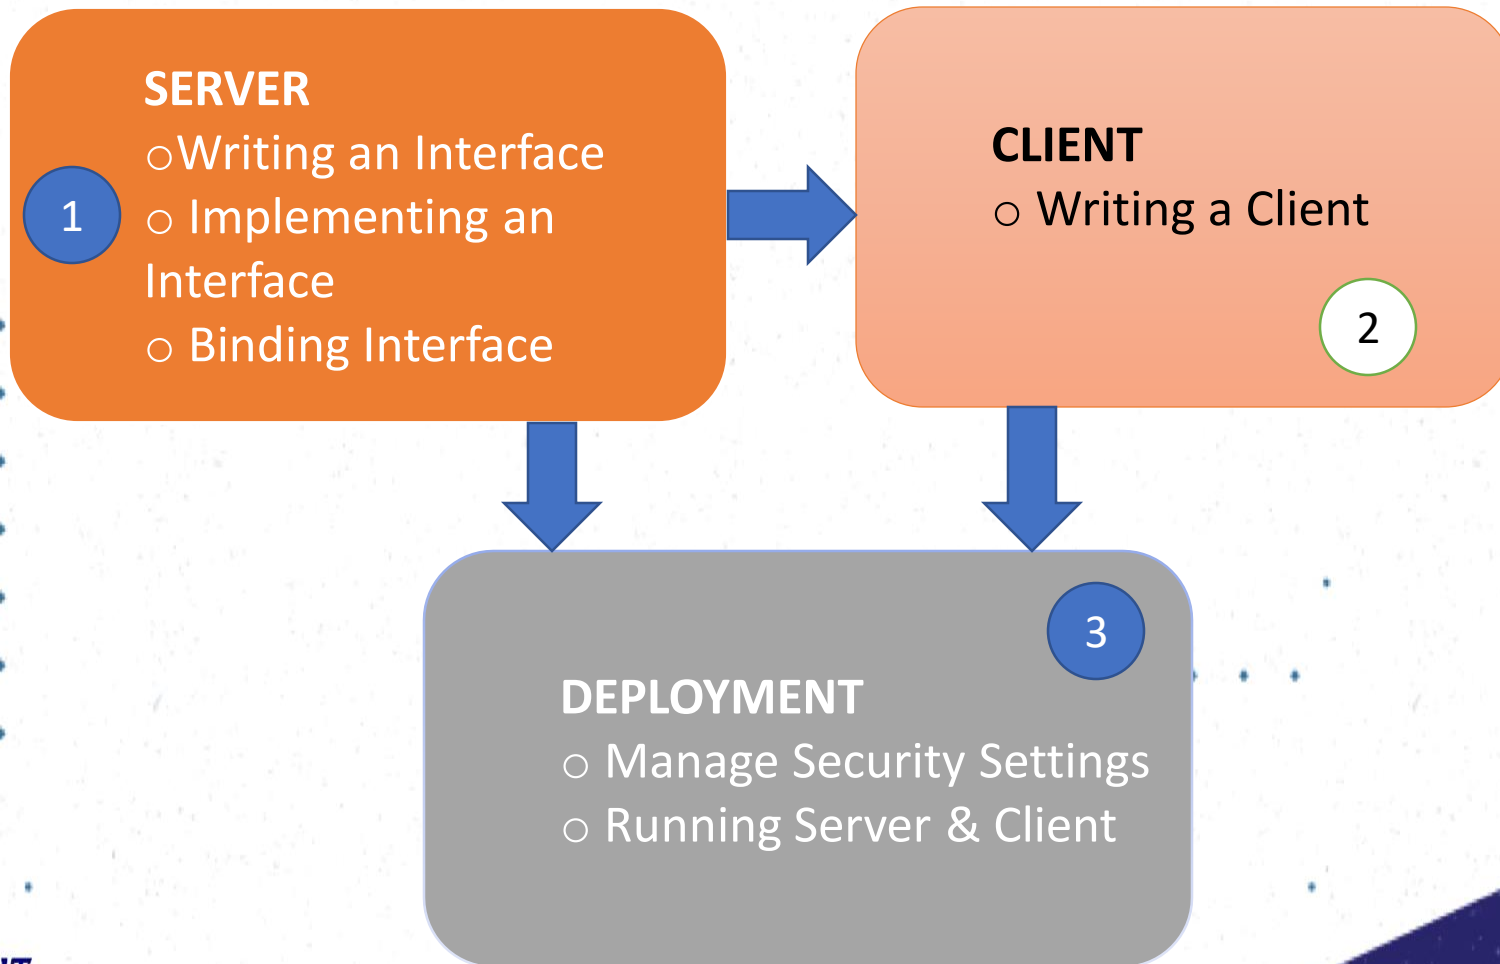 SERVER
oWriting an Interface
1
o Implementing an
Interface
o Binding Interface
CLIENT
o Writing a Client
2
3
DEPLOYMENT
o Manage Security Settings
o Running Server & Client